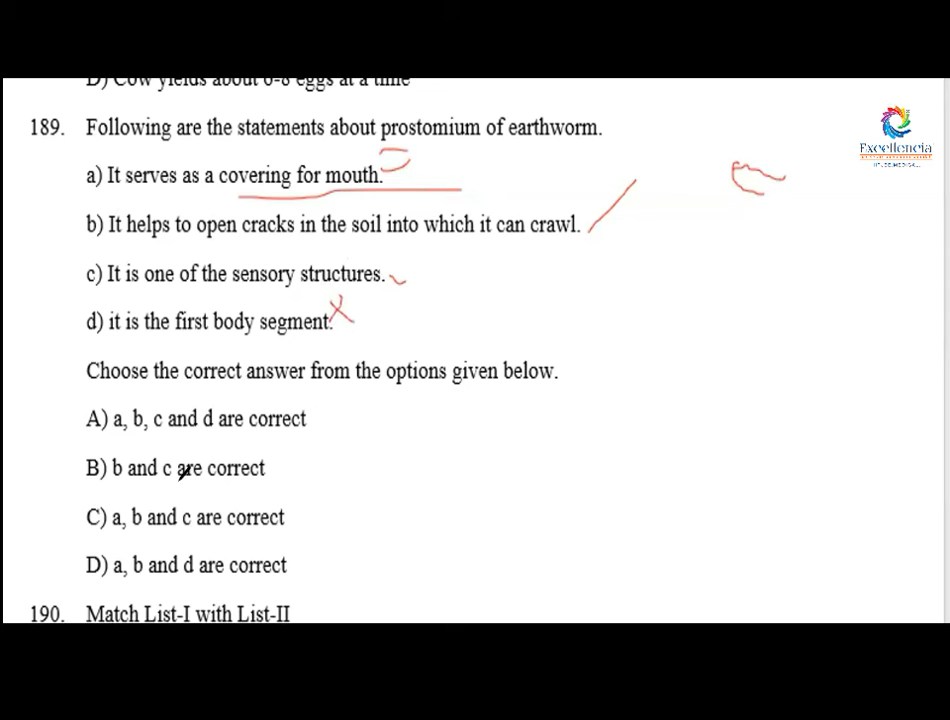 D) Cow yields about 6-8 eggs at a time
189. Following are the statements about prostomium of earthworm.
Excellencia
a) It serves as a covering for mouth.
b) It helps to open cracks in the soil into which it can crawl.
c) It is one of the sensory structures.
d) it is the first body segment.
Choose the correct answer from the options given below.
A) a, b, c and d are correct
B) b and c are correct
C) a, b and c are correct
D) a, b and d are correct
190. Match List-I with List-II